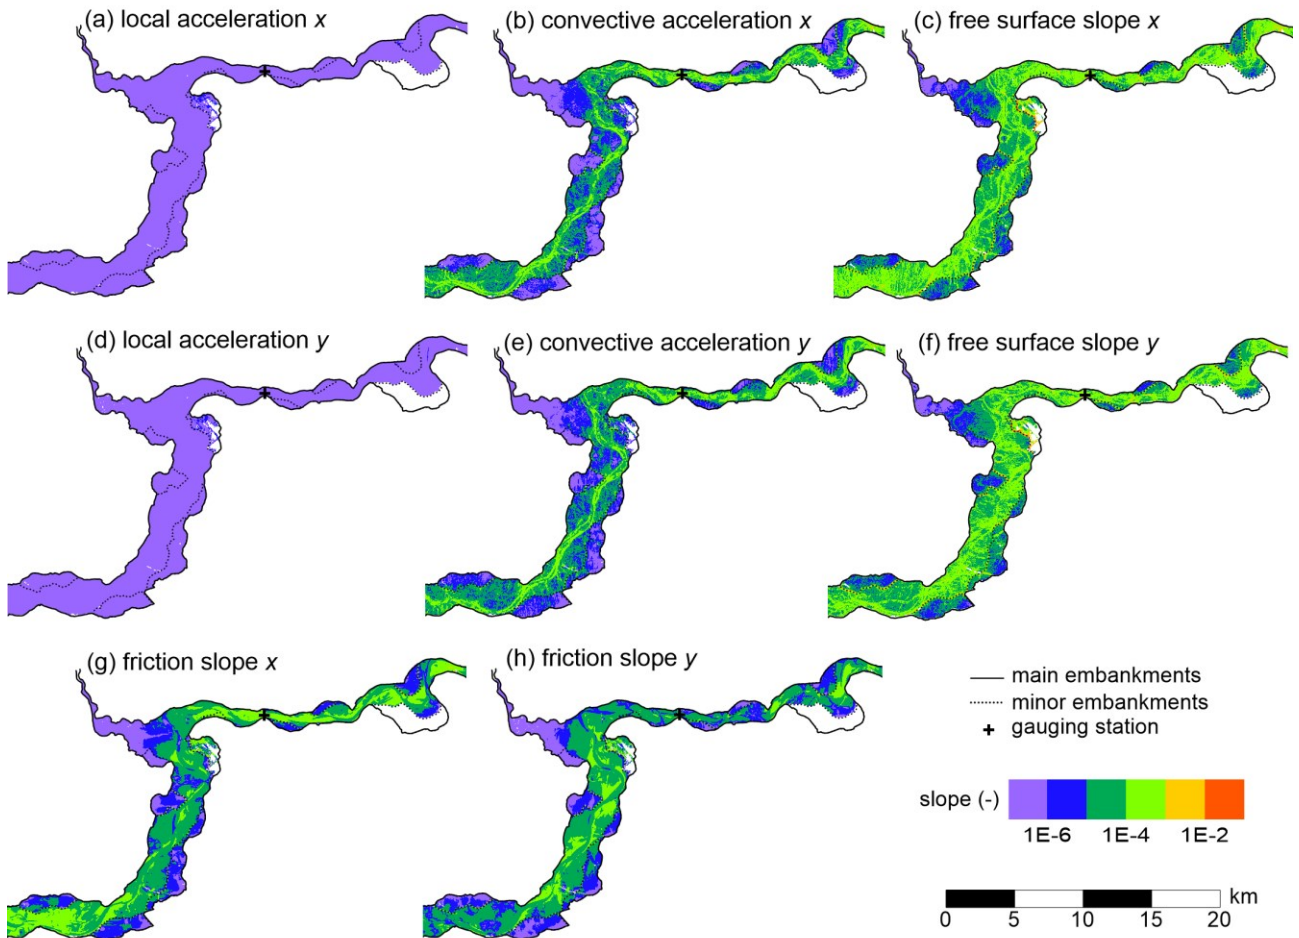 (a) local acceleration x
(b) convective acceleration x
(c) free surface slope x
(d) local acceleration y
(e) convective acceleration y
(f) free surface slope y
(g) friction slope x
(h) friction slope y
main embankments
minor embankments
gauging station
slope (-)
1E-6 1E-4 1E-2
km
0 5 10 15 20